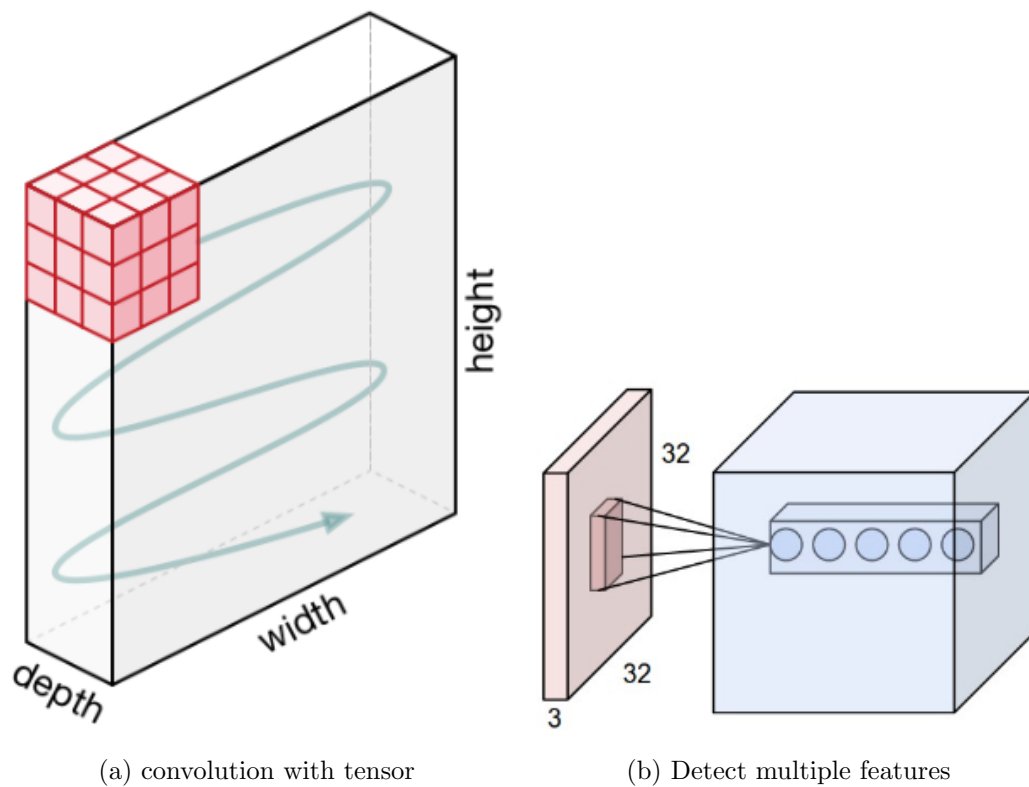 height
width
depth
32
32
3
(a) convolution with tensor
(b) Detect multiple features